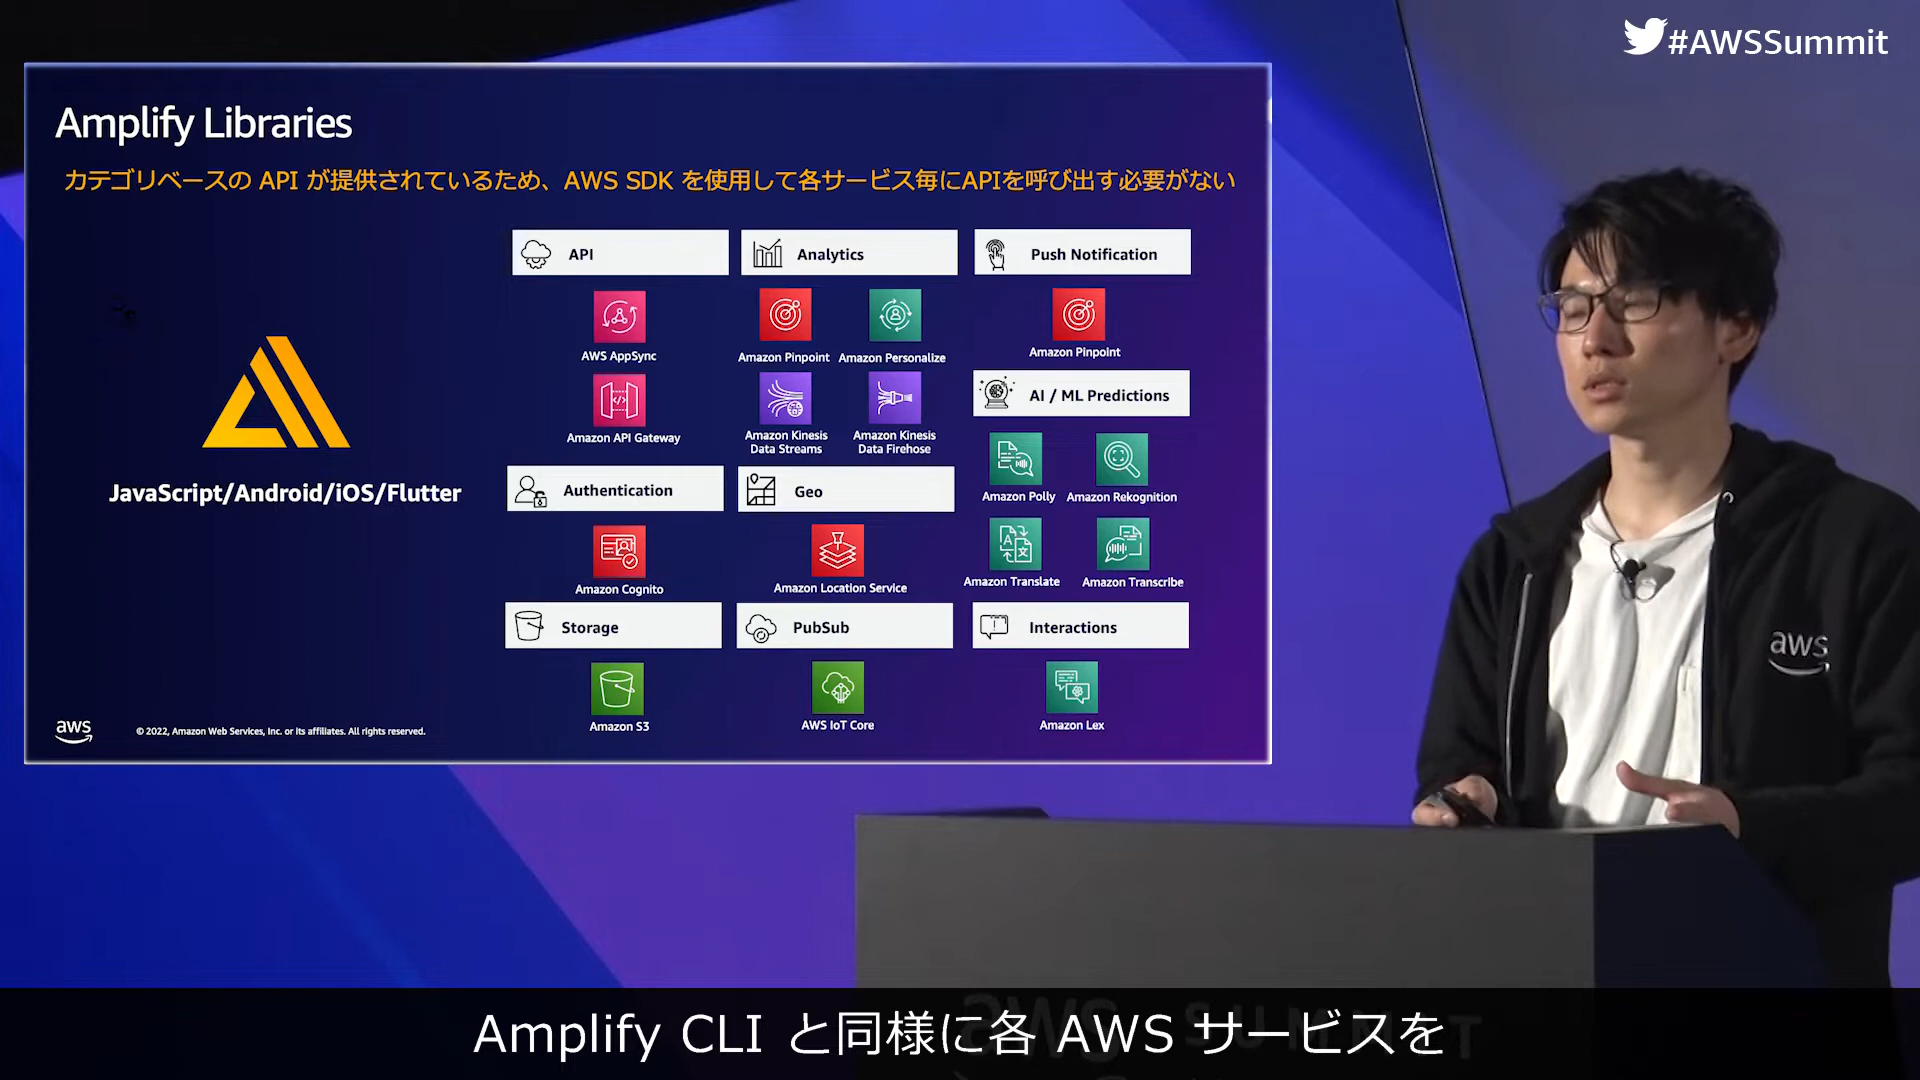 #AWSSummit
Amplify Libraries
カテゴリベースの API が提供されているため、AWS SDK を使用して各サービス毎にAPIを呼び出す必要がない
JavaScript/Android/iOS/Flutter
API
AWS AppSync
Amazon API Gateway
Authentication
Amazon Cognito
Storage
Amazon S3
Analytics
Amazon Pinpoint
Amazon Personalize
Amazon Kinesis
Data Streams
Amazon Kinesis
Data Firehose
Geo
Amazon Location Service
PubSub
AWS IoT Core
Push Notification
Amazon Pinpoint
AI / ML Predictions
Amazon Polly
Amazon Rekognition
Amazon Translate
Amazon Transcribe
Interactions
Amazon Lex
aws
© 2022, Amazon Web Services, Inc. or its affiliates. All rights reserved.
aws
Amplify CLI と同様に各 AWS サービスを